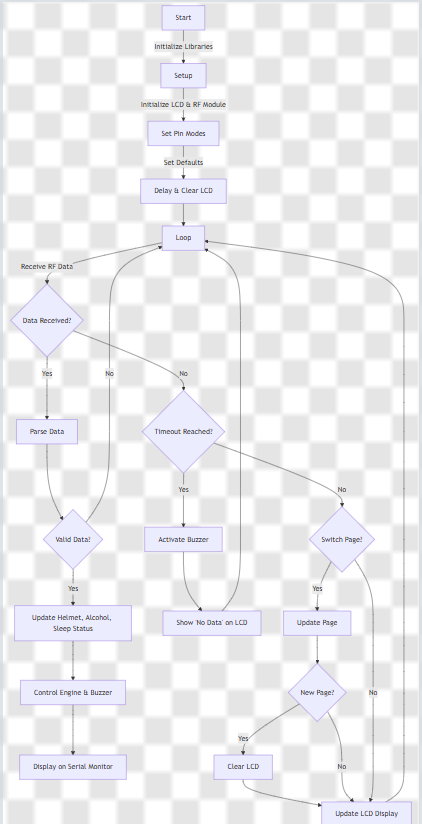 Start
Initialize Libraries
Setup
Initialize LCD & RF Module
Set Pin Modes
Set Defaults
Delay & Clear LCD
Loop
Receive RF Data
Data Received?
Yes
No
No
Parse Data
Timeout Reached?
Yes
No
Valid Data?
Activate Buzzer
Switch Page?
Yes
Yes
Update Helmet, Alcohol,
Sleep Status
Show 'No Data' on LCD
Update Page
Control Engine & Buzzer
New Page?
No
Yes
No
Display on Serial Monitor
Clear LCD
Update LCD Display